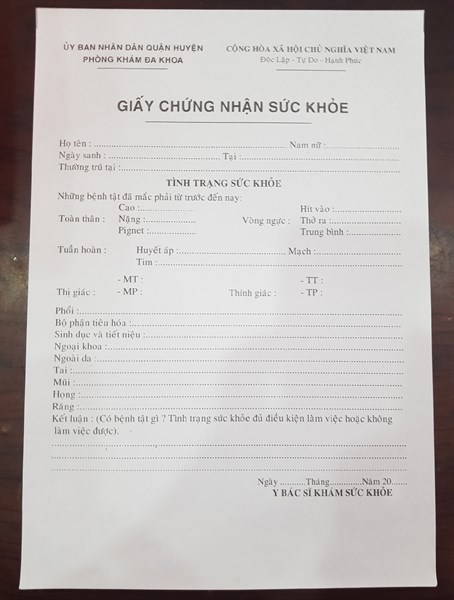 ỦY BAN NHÂN DÂN QUẬN HUYỆN
PHÒNG KHÁM ĐA KHOA
CỘNG HÒA XÃ HỘI CHỦ NGHĨA VIỆT NAM
Độc Lập - Tự Do - Hạnh Phúc
GIẤY CHỨNG NHẬN SỨC KHỎE
Họ tên : .......... Nam nữ : ..........
Ngày sanh : .......... Tại : ..........
Thường trú tại : ..........
TÌNH TRẠNG SỨC KHỎE
Những bệnh tật đã mắc phải từ trước đến nay:
Cao : .......... Hít vào : ..........
Toàn thân : Nặng : .......... Vòng ngực : Thở ra : ..........
Pignet : .......... Trung bình : ..........
Tuần hoàn : Huyết áp : .......... Mạch : ..........
Tim : ..........
- MT : - TT :
Thị giác : - MP : Thính giác : - TP :
Phổi : ..........
Bộ phận tiêu hóa : ..........
Sinh dục và tiết niệu : ..........
Ngoại khoa : ..........
Ngoài da : ..........
Tai : ..........
Mũi : ..........
Họng : ..........
Răng : ..........
Kết luận : (Có bệnh tật gì ? Tình trạng sức khỏe đủ điều kiện làm việc hoặc không
làm việc được).
Ngày ..........Tháng..........Năm 20......
Y BÁC SĨ KHÁM SỨC KHỎE